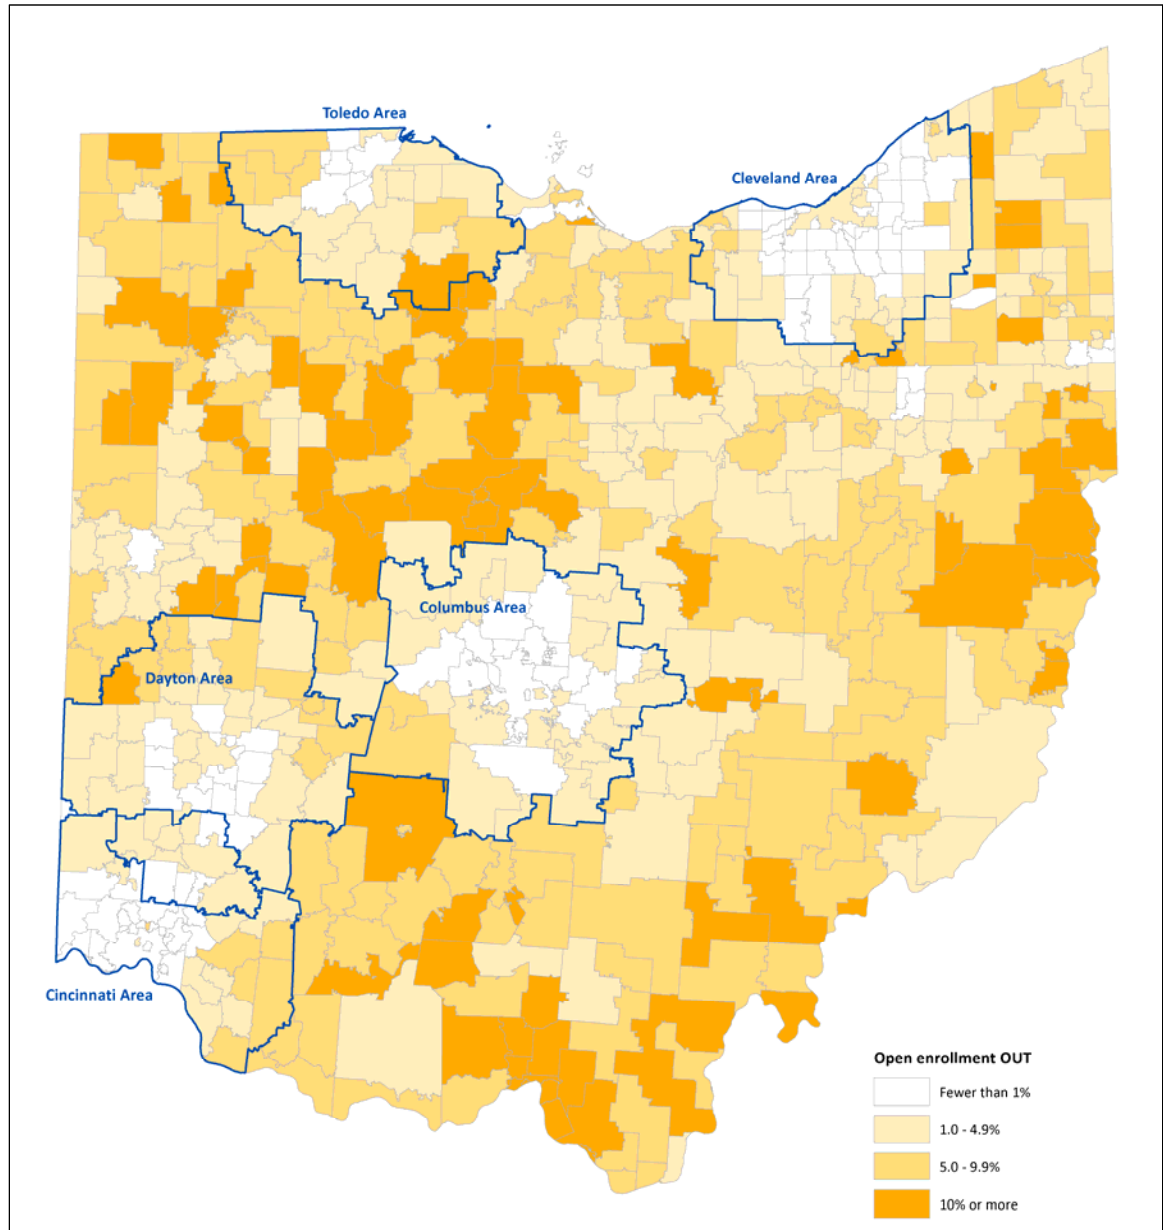 Toledo Area
Cleveland Area
Columbus Area
Dayton Area
Cincinnati Area
Open enrollment OUT
Fewer than 1%
1.0 - 4.9%
5.0 - 9.9%
10% or more